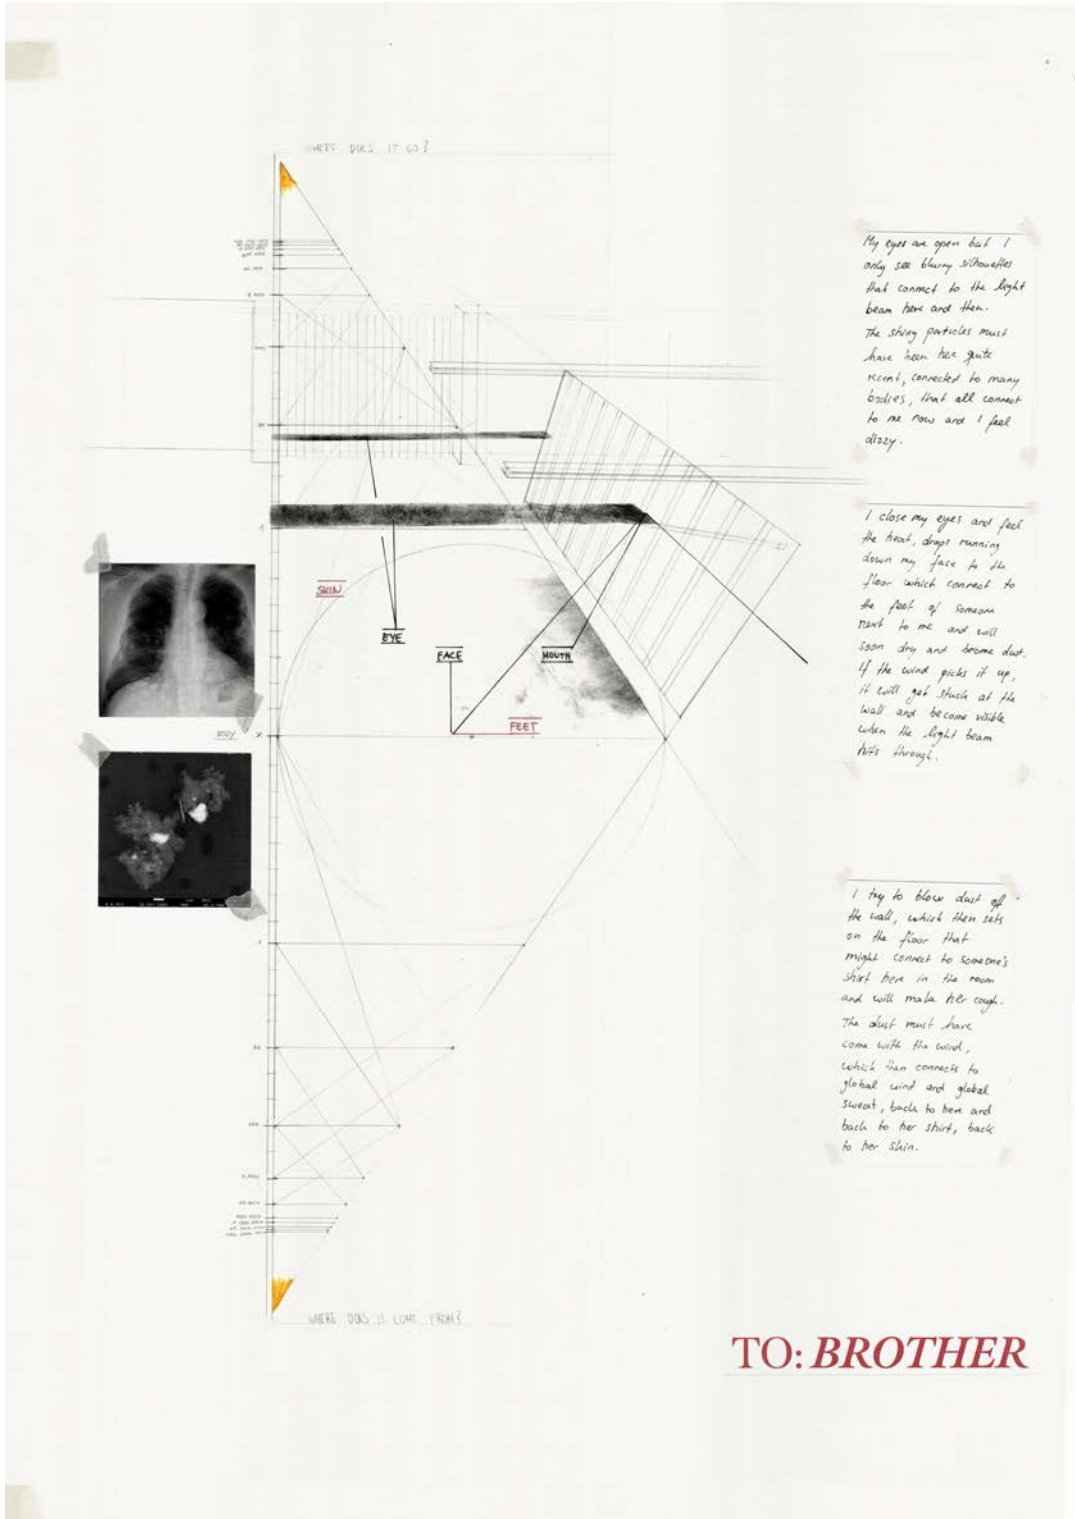 WHERE DOES IT GO?
My eyes are open but I
only see blurry silhouettes
that connect to the light
beam here and then.
The shiny particles must
have been here quite
recent, connected to many
bodies, that all connect
to me now and I feel
dizzy.
I close my eyes and feel
the heat, drops running
down my face to the
floor which connect to
the feet of someone
next to me and will
soon dry and become dust.
If the wind picks it up,
it will get stuck at the
wall and become visible
when the light beam
hits through.
SKIN
EYE
FACE
MOUTH
FEET
BODY
X
I try to blow dust off
the wall, which then sets
on the floor that
might connect to someone's
shirt here in the room
and will make her cough.
The dust must have
come with the wind,
which then connects to
global wind and global
sweat, back to here and
back to her shirt, back
to her skin.
WHERE DOES IT COME FROM?
TO: BROTHER